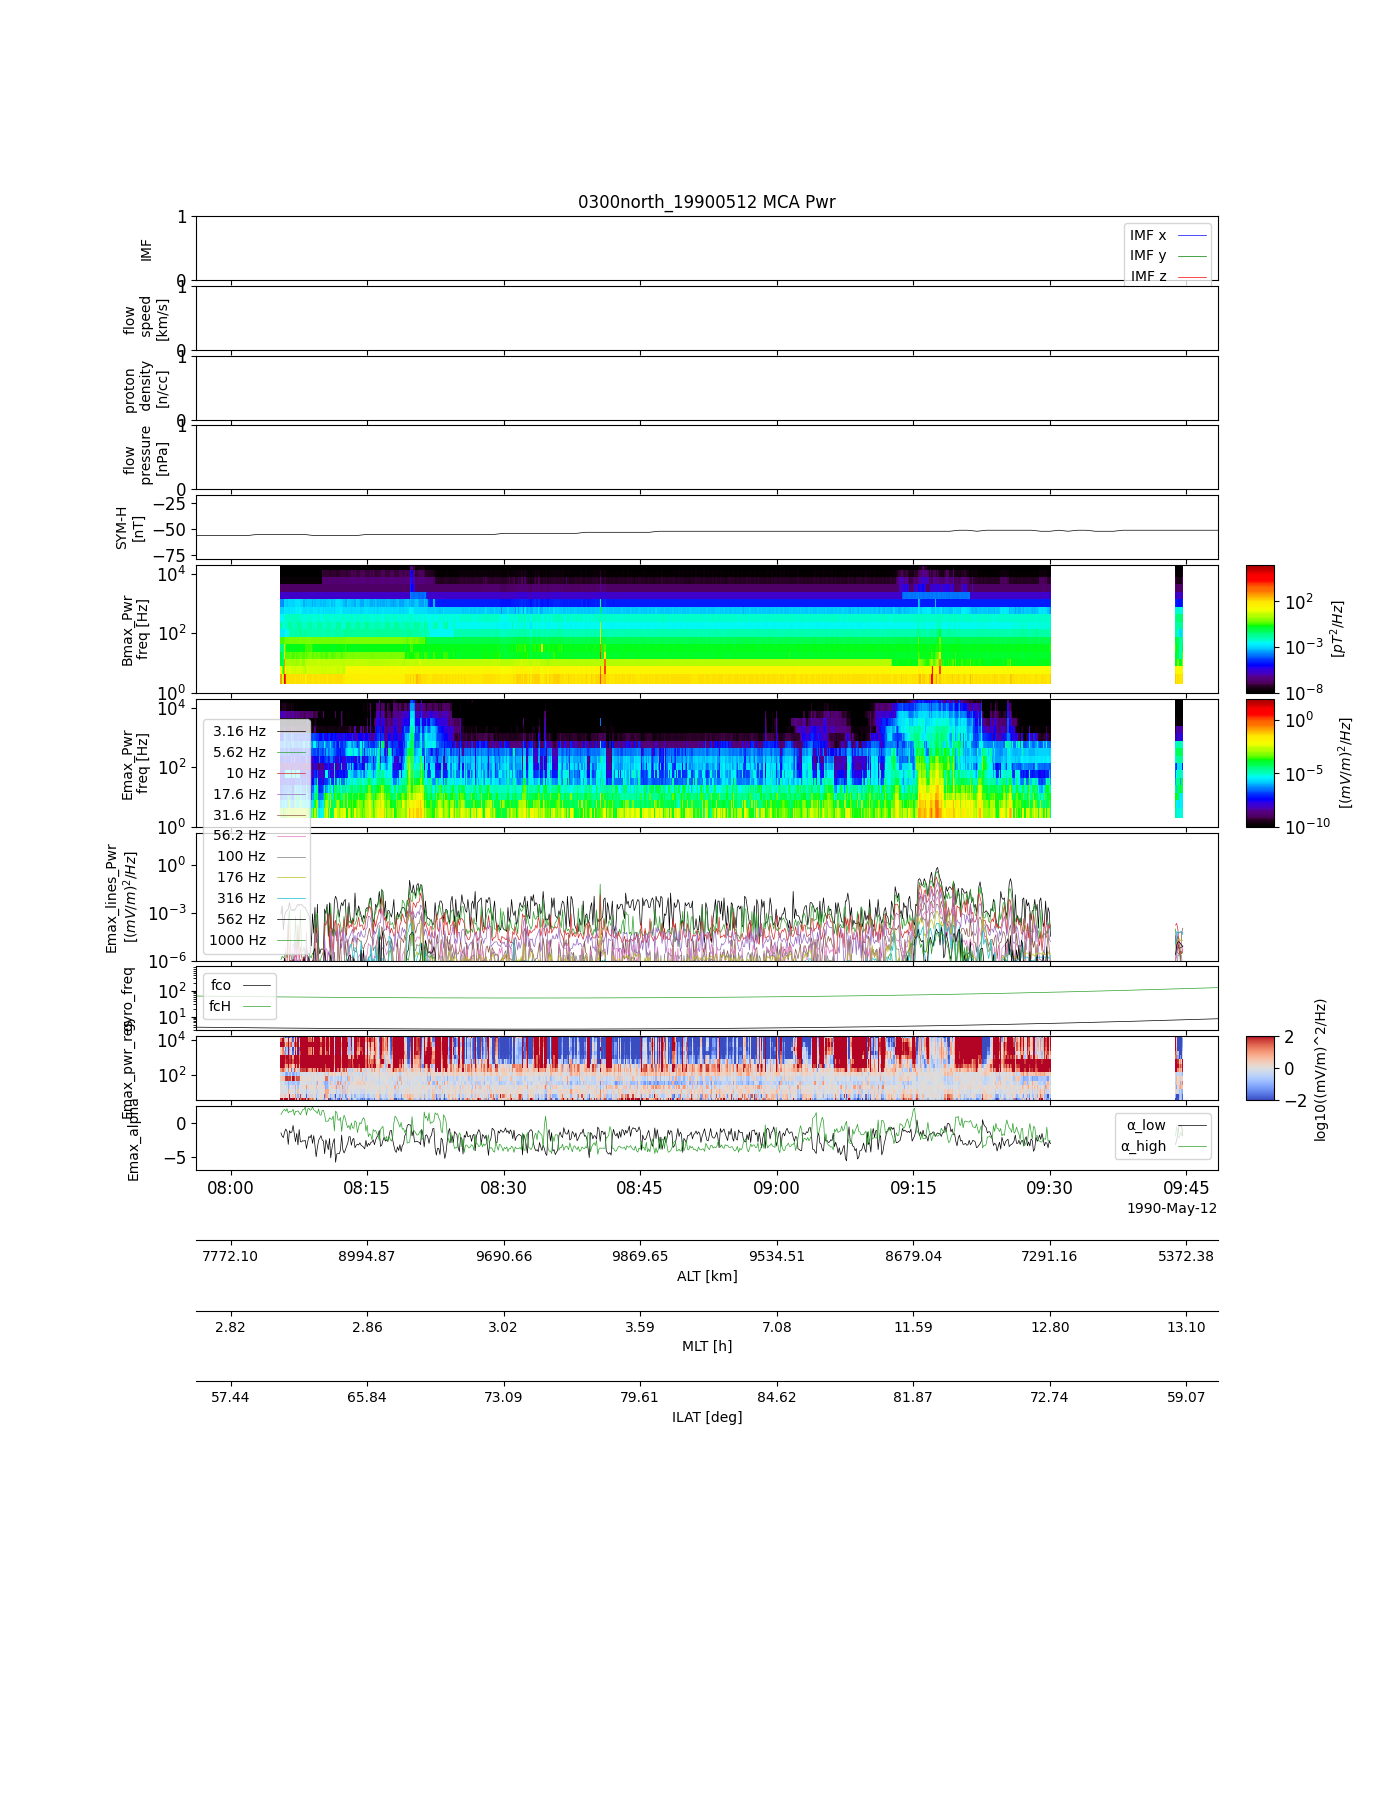 0300north_19900512 MCA Pwr
1
0
IMF
IMF x
IMF y
IMF z
1
0
flow
speed
[km/s]
1
0
proton
density
[n/cc]
1
0
flow
pressure
[nPa]
−25
−50
−75
SYM-H
[nT]
10^4
10^2
10^0
Bmax_Pwr
freq [Hz]
10^2
10^−3
10^−8
[pT^2/Hz]
10^4
10^2
10^0
Emax_Pwr
freq [Hz]
10^0
10^−5
10^−10
[(mV/m)^2/Hz]
3.16 Hz
5.62 Hz
10 Hz
17.6 Hz
31.6 Hz
56.2 Hz
100 Hz
176 Hz
316 Hz
562 Hz
1000 Hz
10^0
10^−3
10^−6
Emax_lines_Pwr
[(mV/m)^2/Hz]
10^2
10^1
gyro_freq
fco
fcH
10^4
10^2
Emax_pwr_reg
2
0
−2
log10((mV/m)^2/Hz)
0
−5
Emax_alpha
α_low
α_high
08:00 08:15 08:30 08:45 09:00 09:15 09:30 09:45
1990-May-12
7772.10 8994.87 9690.66 9869.65 9534.51 8679.04 7291.16 5372.38
ALT [km]
2.82 2.86 3.02 3.59 7.08 11.59 12.80 13.10
MLT [h]
57.44 65.84 73.09 79.61 84.62 81.87 72.74 59.07
ILAT [deg]